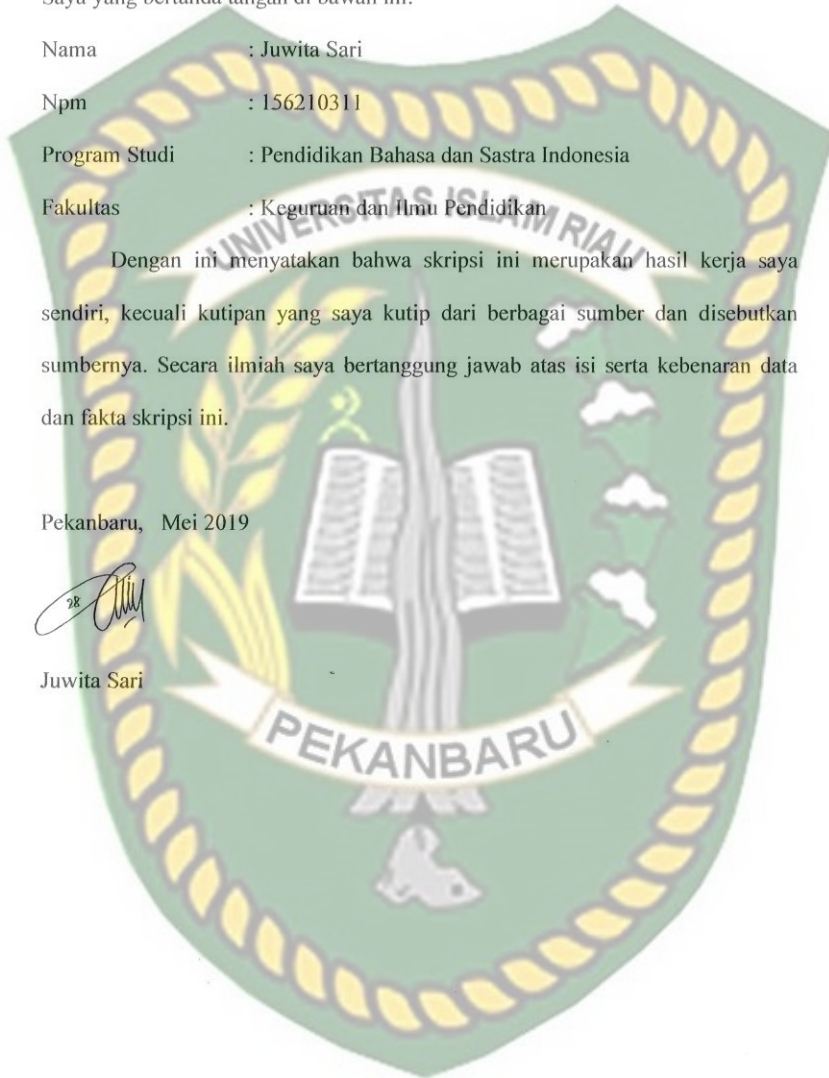 Saya yang bertanda tangan di bawah ini:
Nama : Juwita Sari
Npm : 156210311
Program Studi : Pendidikan Bahasa dan Sastra Indonesia
Fakultas : Keguruan dan Ilmu Pendidikan
UNIVERSITAS ISLAM RIAU
Dengan ini menyatakan bahwa skripsi ini merupakan hasil kerja saya
sendiri, kecuali kutipan yang saya kutip dari berbagai sumber dan disebutkan
sumbernya. Secara ilmiah saya bertanggung jawab atas isi serta kebenaran data
dan fakta skripsi ini.
Pekanbaru, Mei 2019
28
Juwita Sari
PEKANBARU